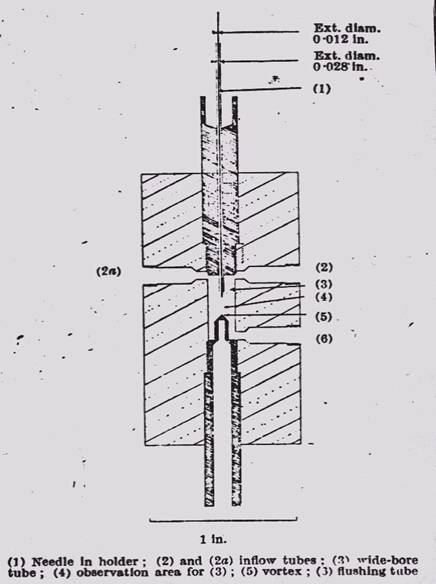 Ext. diam.
0·012 in.
Ext. diam.
0·028 in.
(1)
(2a)
(2)
(3)
(4)
(5)
(6)
1 in.
(1) Needle in holder ; (2) and (2a) inflow tubes ; (3) wide-bore
tube ; (4) observation area for (3) ; (5) vortex ; (3) flushing tube